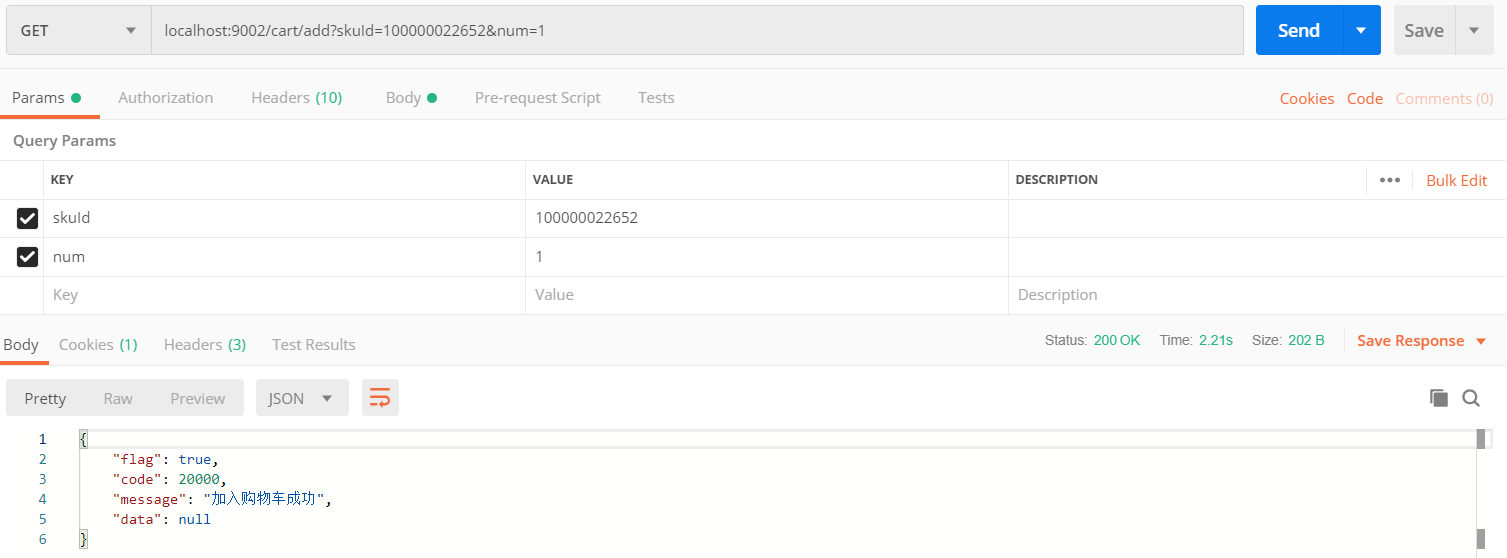 GET localhost:9002/cart/add?skuId=100000022652&num=1 Send Save
Params Authorization Headers (10) Body Pre-request Script Tests Cookies Code Comments (0)
Query Params
KEY VALUE DESCRIPTION ••• Bulk Edit
skuId 100000022652
num 1
Key Value Description
Body Cookies (1) Headers (3) Test Results Status: 200 OK Time: 2.21s Size: 202 B Save Response
Pretty Raw Preview JSON
1 {
2 "flag": true,
3 "code": 20000,
4 "message": "加入购物车成功",
5 "data": null
6 }